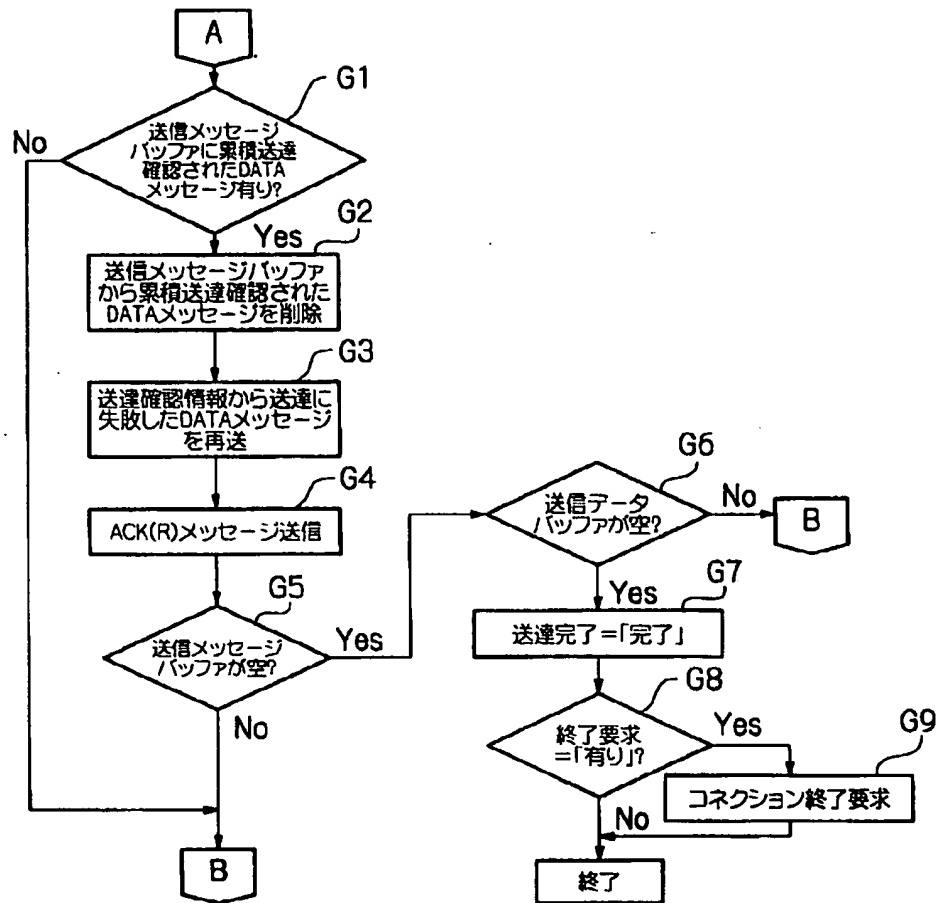 A
G1
No
送信メッセージ
バッファに累積送達
確認されたDATA
メッセージ有り?
Yes
G2
送信メッセージバッファ
から累積送達確認された
DATAメッセージを削除
G3
送達確認情報から送達に
失敗したDATAメッセージ
を再送
G4
ACK(R)メッセージ送信
G5
送信メッセージ
バッファが空?
Yes
No
B
G6
送信データ
バッファが空?
No
B
Yes
G7
送達完了=「完了」
G8
終了要求
=「有り」?
Yes
G9
コネクション終了要求
No
終了